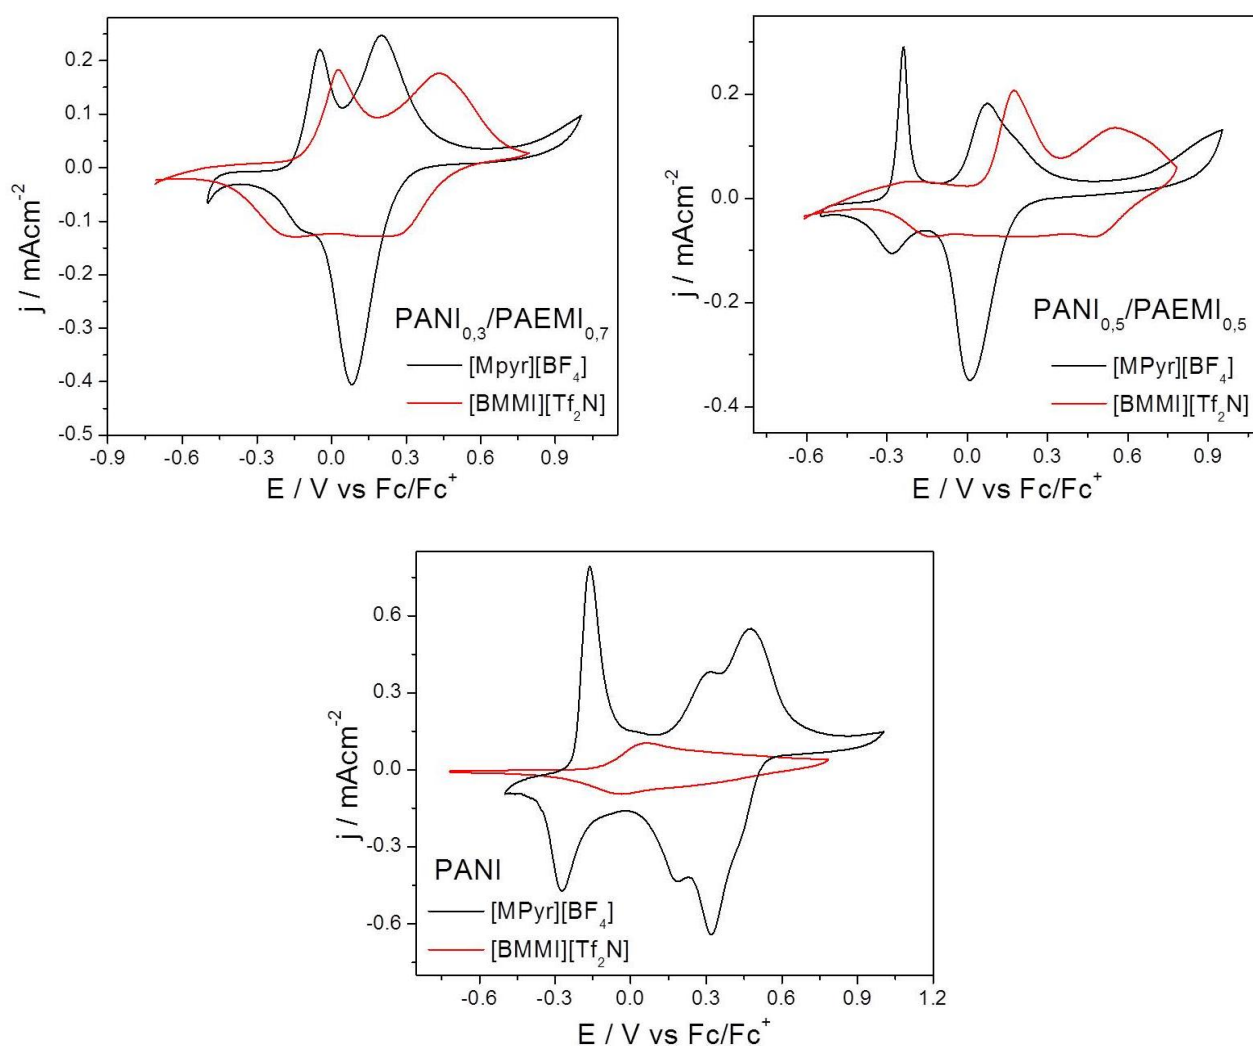 0.2
0.1
0.0
-0.1
-0.2
-0.3
-0.4
-0.5
j / mAcm-2
PANI0,3/PAEMI0,7
[Mpyr][BF4]
[BMMI][Tf2N]
-0.9 -0.6 -0.3 0.0 0.3 0.6 0.9
E / V vs Fc/Fc+
0.2
0.0
-0.2
-0.4
j / mAcm-2
PANI0,5/PAEMI0,5
[MPyr][BF4]
[BMMI][Tf2N]
-0.6 -0.3 0.0 0.3 0.6 0.9
E / V vs Fc/Fc+
0.6
0.3
0.0
-0.3
-0.6
j / mAcm-2
PANI
[MPyr][BF4]
[BMMI][Tf2N]
-0.6 -0.3 0.0 0.3 0.6 0.9 1.2
E / V vs Fc/Fc+